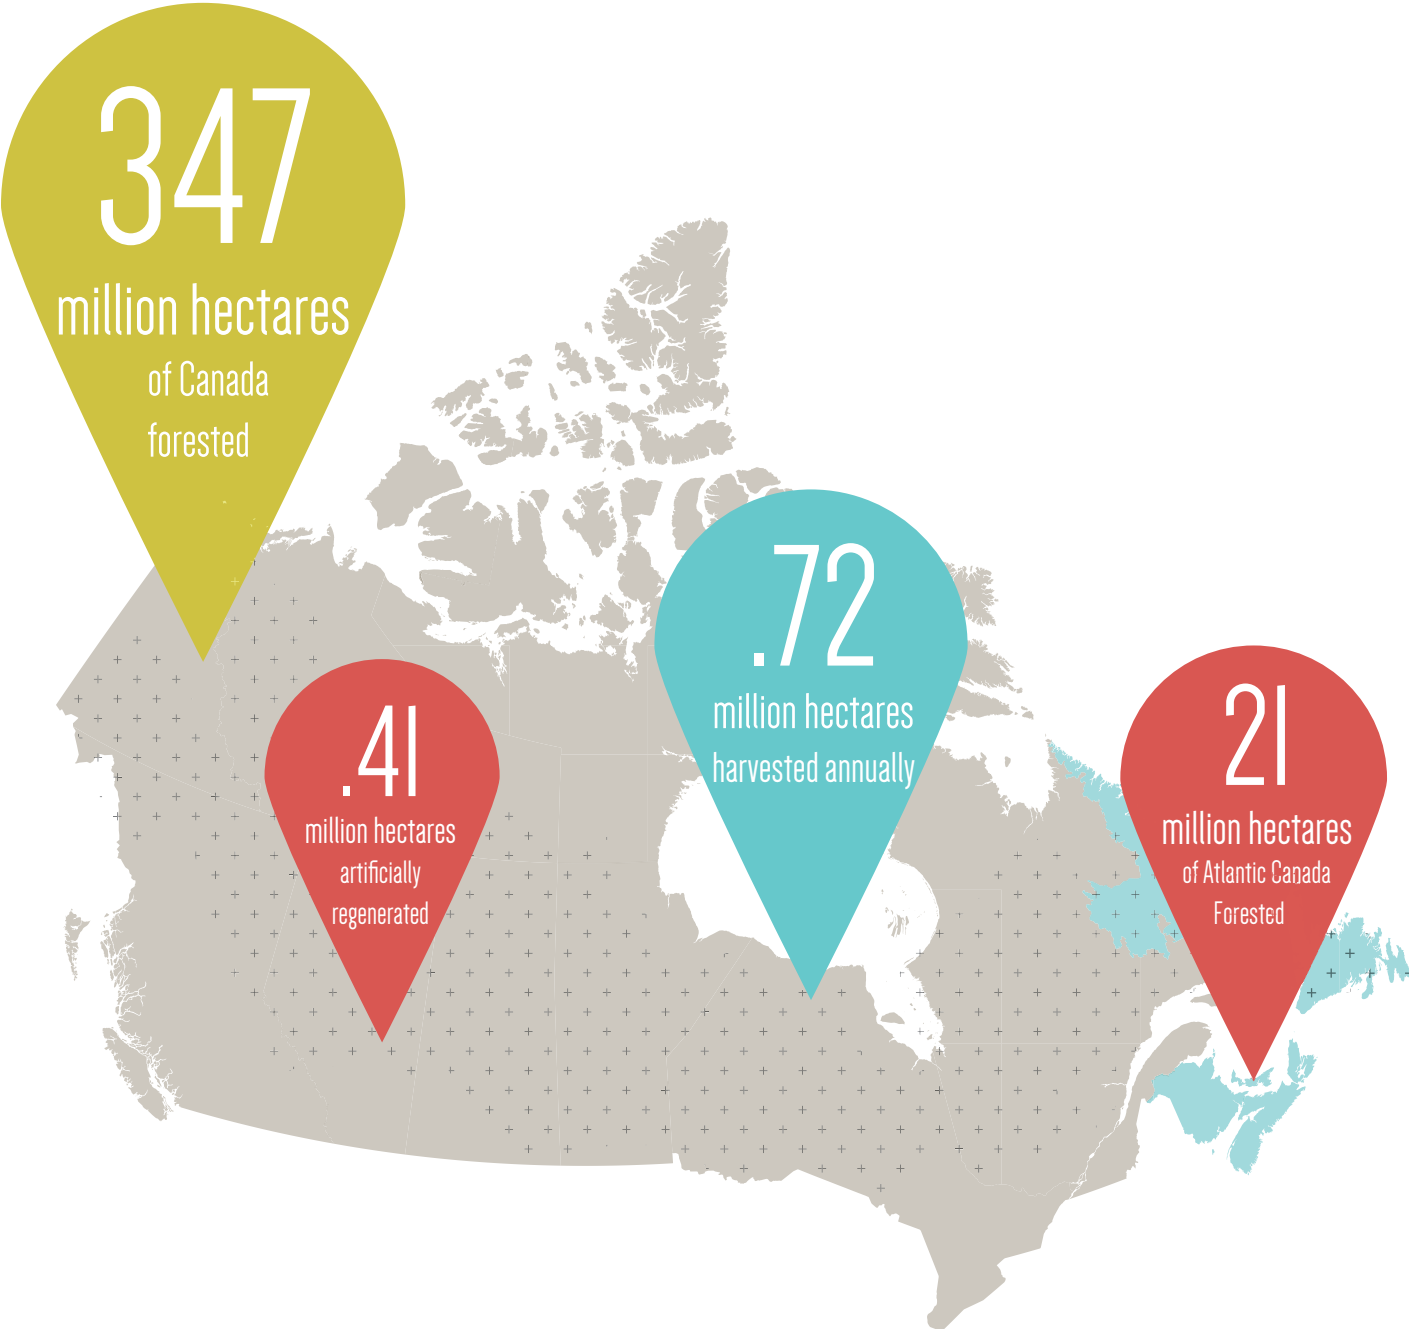 347
million hectares
of Canada
forested
.41
million hectares
artificially
regenerated
.72
million hectares
harvested annually
21
million hectares
of Atlantic Canada
Forested